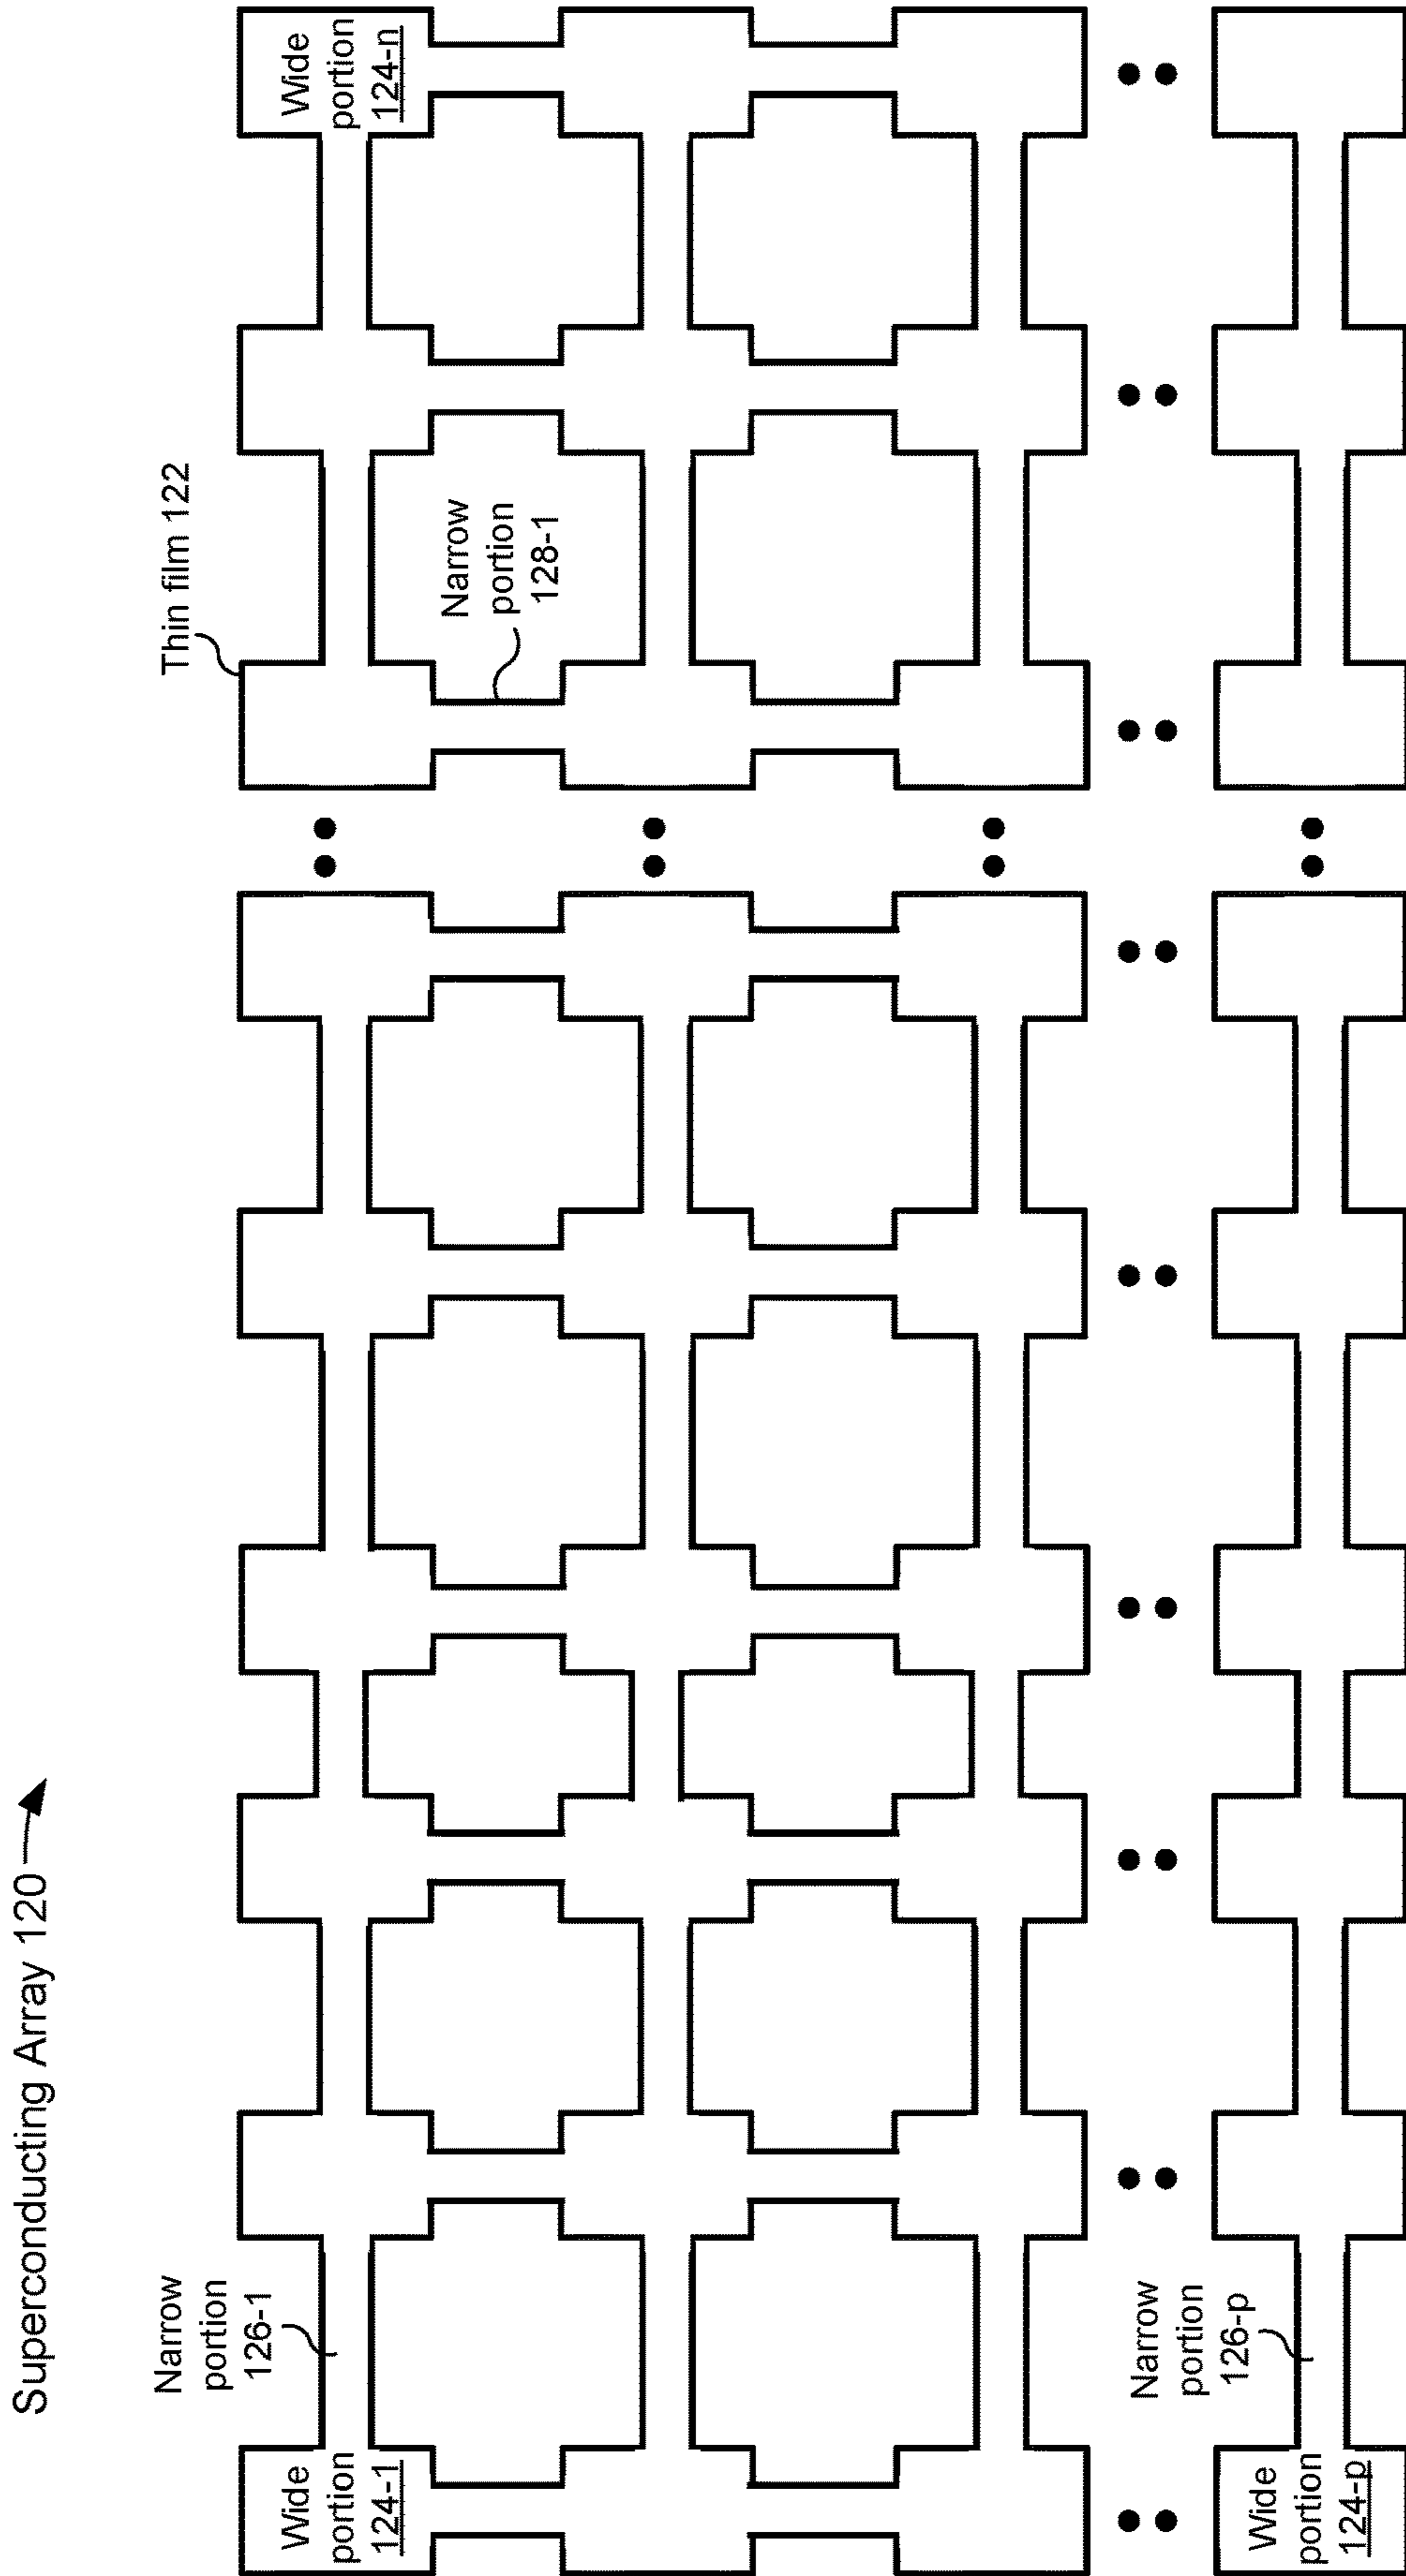 Superconducting Array 120
Thin film 122
Narrow
portion
126-1
Wide
portion
124-1
Wide
portion
124-n
Narrow
portion
128-1
Narrow
portion
126-p
Wide
portion
124-p